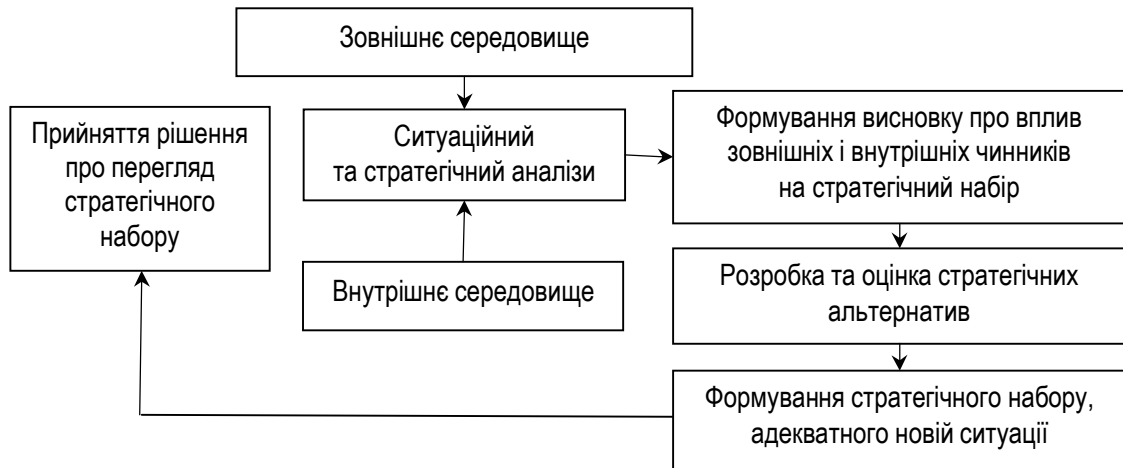 Зовнішнє середовище
Прийняття рішення
про перегляд
стратегічного
набору
Ситуаційний
та стратегічний аналізи
Внутрішнє середовище
Формування висновку про вплив
зовнішніх і внутрішніх чинників
на стратегічний набір
Розробка та оцінка стратегічних
альтернатив
Формування стратегічного набору,
адекватного новій ситуації